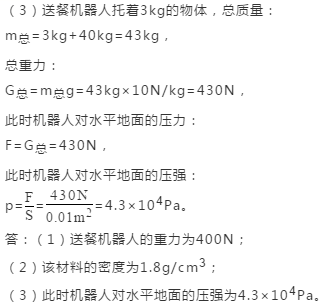 （3）送餐机器人托着3kg的物体，总质量：
m总=3kg+40kg=43kg，
总重力：
G总=m总g=43kg×10N/kg=430N，
此时机器人对水平地面的压力：
F=G总=430N，
此时机器人对水平地面的压强：
p=F/S=430N/0.01m²=4.3×10⁴Pa。
答：（1）送餐机器人的重力为400N；
（2）该材料的密度为1.8g/cm³；
（3）此时机器人对水平地面的压强为4.3×10⁴Pa。